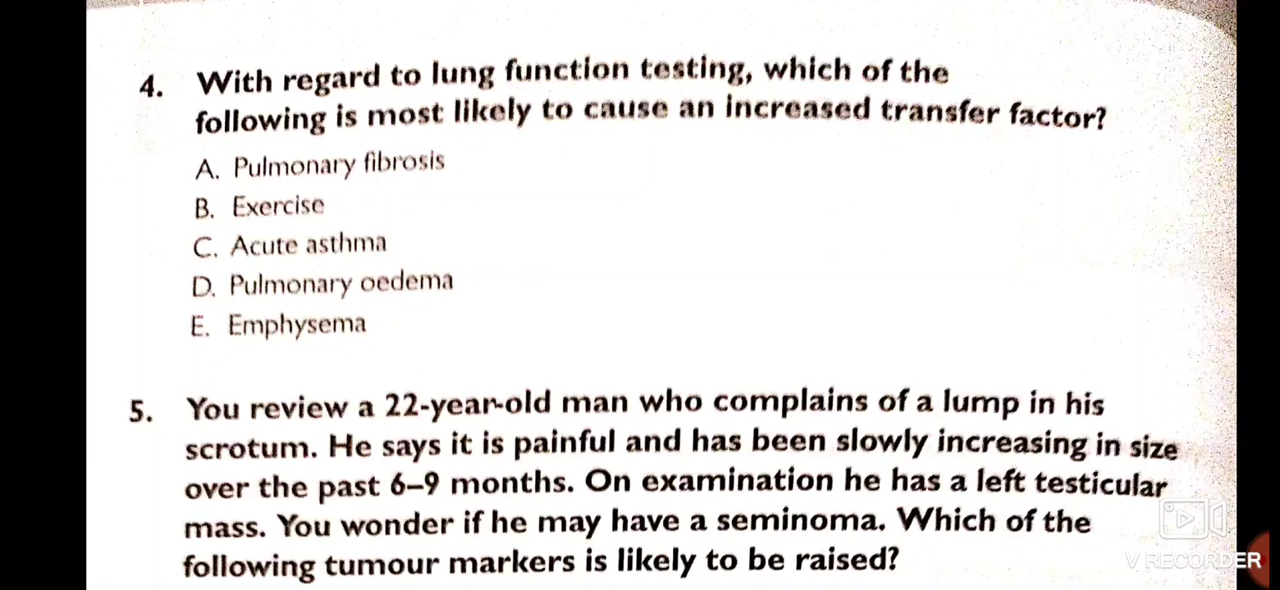 4. With regard to lung function testing, which of the
following is most likely to cause an increased transfer factor?
A. Pulmonary fibrosis
B. Exercise
C. Acute asthma
D. Pulmonary oedema
E. Emphysema
5. You review a 22-year-old man who complains of a lump in his
scrotum. He says it is painful and has been slowly increasing in size
over the past 6–9 months. On examination he has a left testicular
mass. You wonder if he may have a seminoma. Which of the
following tumour markers is likely to be raised?
V RECORDER